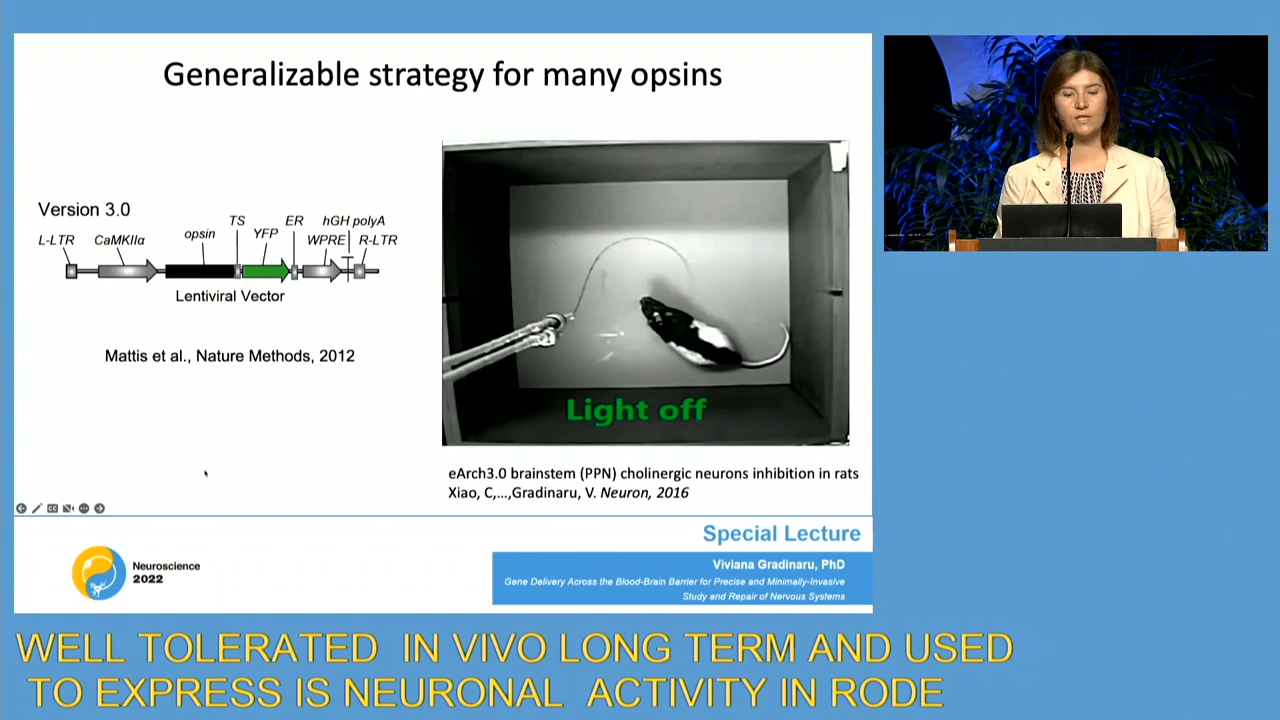 Generalizable strategy for many opsins
Version 3.0
L-LTR
CaMKIIα
opsin
TS
YFP
ER
WPRE
hGH polyA
R-LTR
Lentiviral Vector
Mattis et al., Nature Methods, 2012
Light off
eArch3.0 brainstem (PPN) cholinergic neurons inhibition in rats
Xiao, C,...,Gradinaru, V. Neuron, 2016
Special Lecture
Neuroscience
2022
Viviana Gradinaru, PhD
Gene Delivery Across the Blood-Brain Barrier for Precise and Minimally-Invasive
Study and Repair of Nervous Systems
WELL TOLERATED IN VIVO LONG TERM AND USED
TO EXPRESS IS NEURONAL ACTIVITY IN RODE